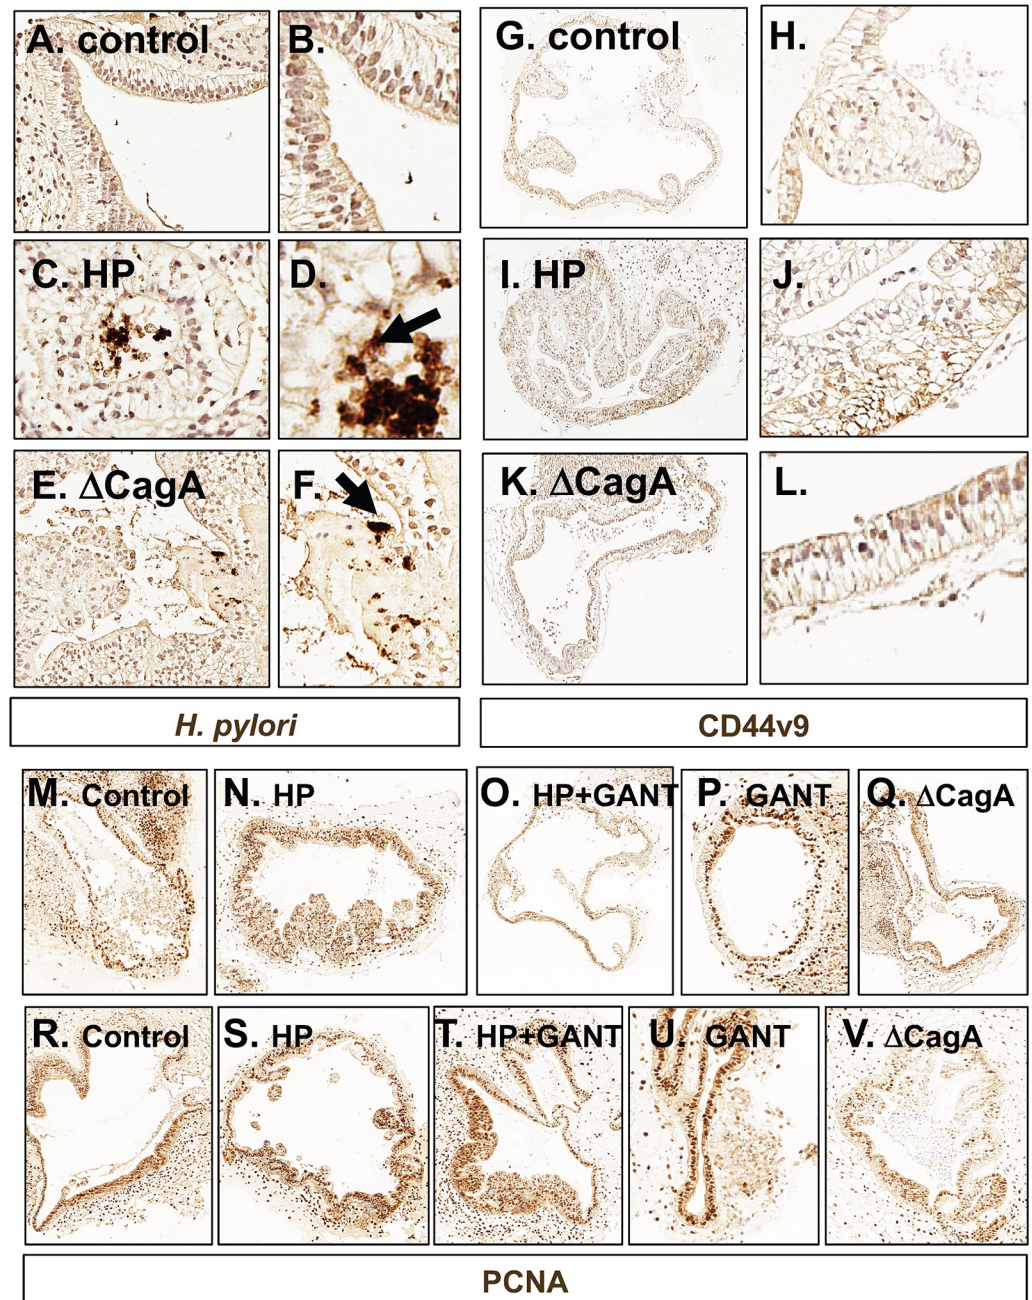 A. control
B.
C. HP
D.
E. ΔCagA
F.
H. pylori
G. control
H.
I. HP
J.
K. ΔCagA
L.
CD44v9
M. Control
N. HP
O. HP+GANT
P. GANT
Q. ΔCagA
R. Control
S. HP
T. HP+GANT
U. GANT
V. ΔCagA
PCNA